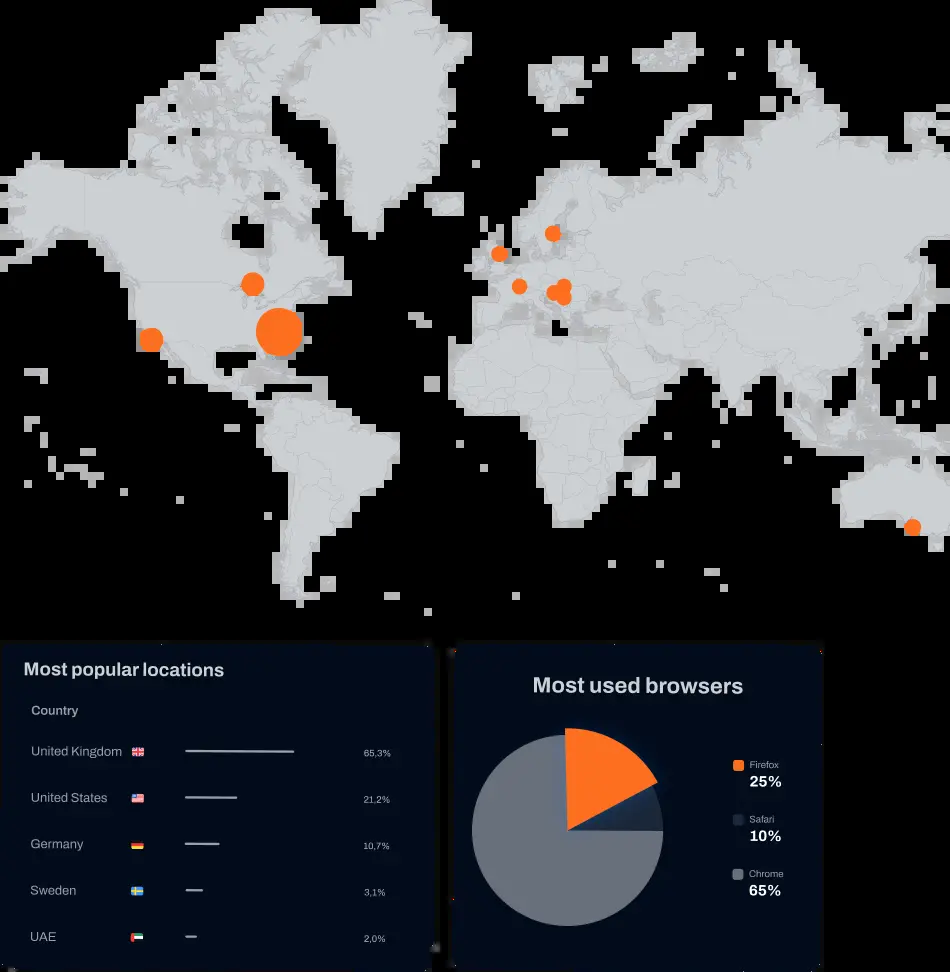 Most popular locations
Country
United Kingdom 65,3%
United States 21,2%
Germany 10,7%
Sweden 3,1%
UAE 2,0%
Most used browsers
Firefox
25%
Safari
10%
Chrome
65%